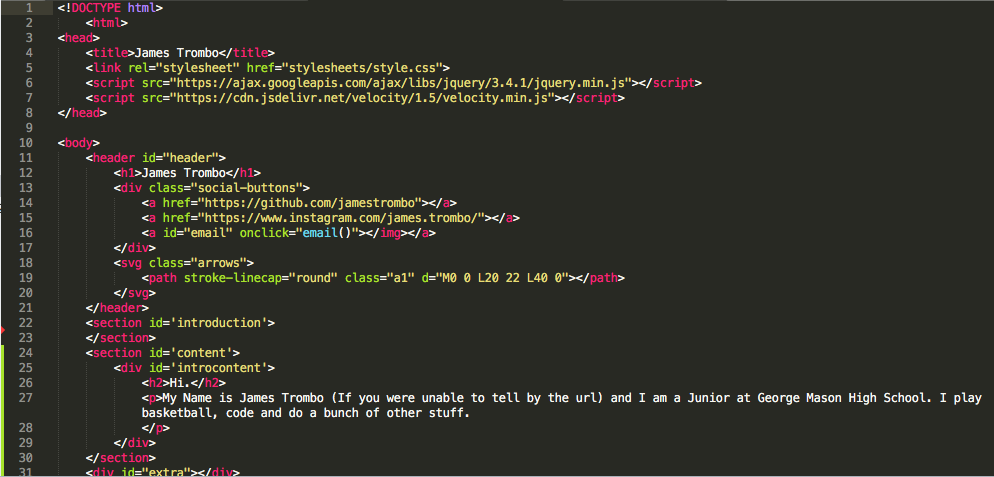 1 <!DOCTYPE html>
2 <html>
3 <head>
4 <title>James Trombo</title>
5 <link rel="stylesheet" href="stylesheets/style.css">
6 <script src="https://ajax.googleapis.com/ajax/libs/jquery/3.4.1/jquery.min.js"></script>
7 <script src="https://cdn.jsdelivr.net/velocity/1.5/velocity.min.js"></script>
8 </head>
9
10 <body>
11 <header id="header">
12 <h1>James Trombo</h1>
13 <div class="social-buttons">
14 <a href="https://github.com/jamestrombo"></a>
15 <a href="https://www.instagram.com/james.trombo/"></a>
16 <a id="email" onclick="email()"></img></a>
17 </div>
18 <svg class="arrows">
19 <path stroke-linecap="round" class="a1" d="M0 0 L20 22 L40 0"></path>
20 </svg>
21 </header>
22 <section id='introduction'>
23 </section>
24 <section id='content'>
25 <div id='introcontent'>
26 <h2>Hi.</h2>
27 <p>My Name is James Trombo (If you were unable to tell by the url) and I am a Junior at George Mason High School. I play
basketball, code and do a bunch of other stuff.
28 </p>
29 </div>
30 </section>
31 <div id="extra"></div>